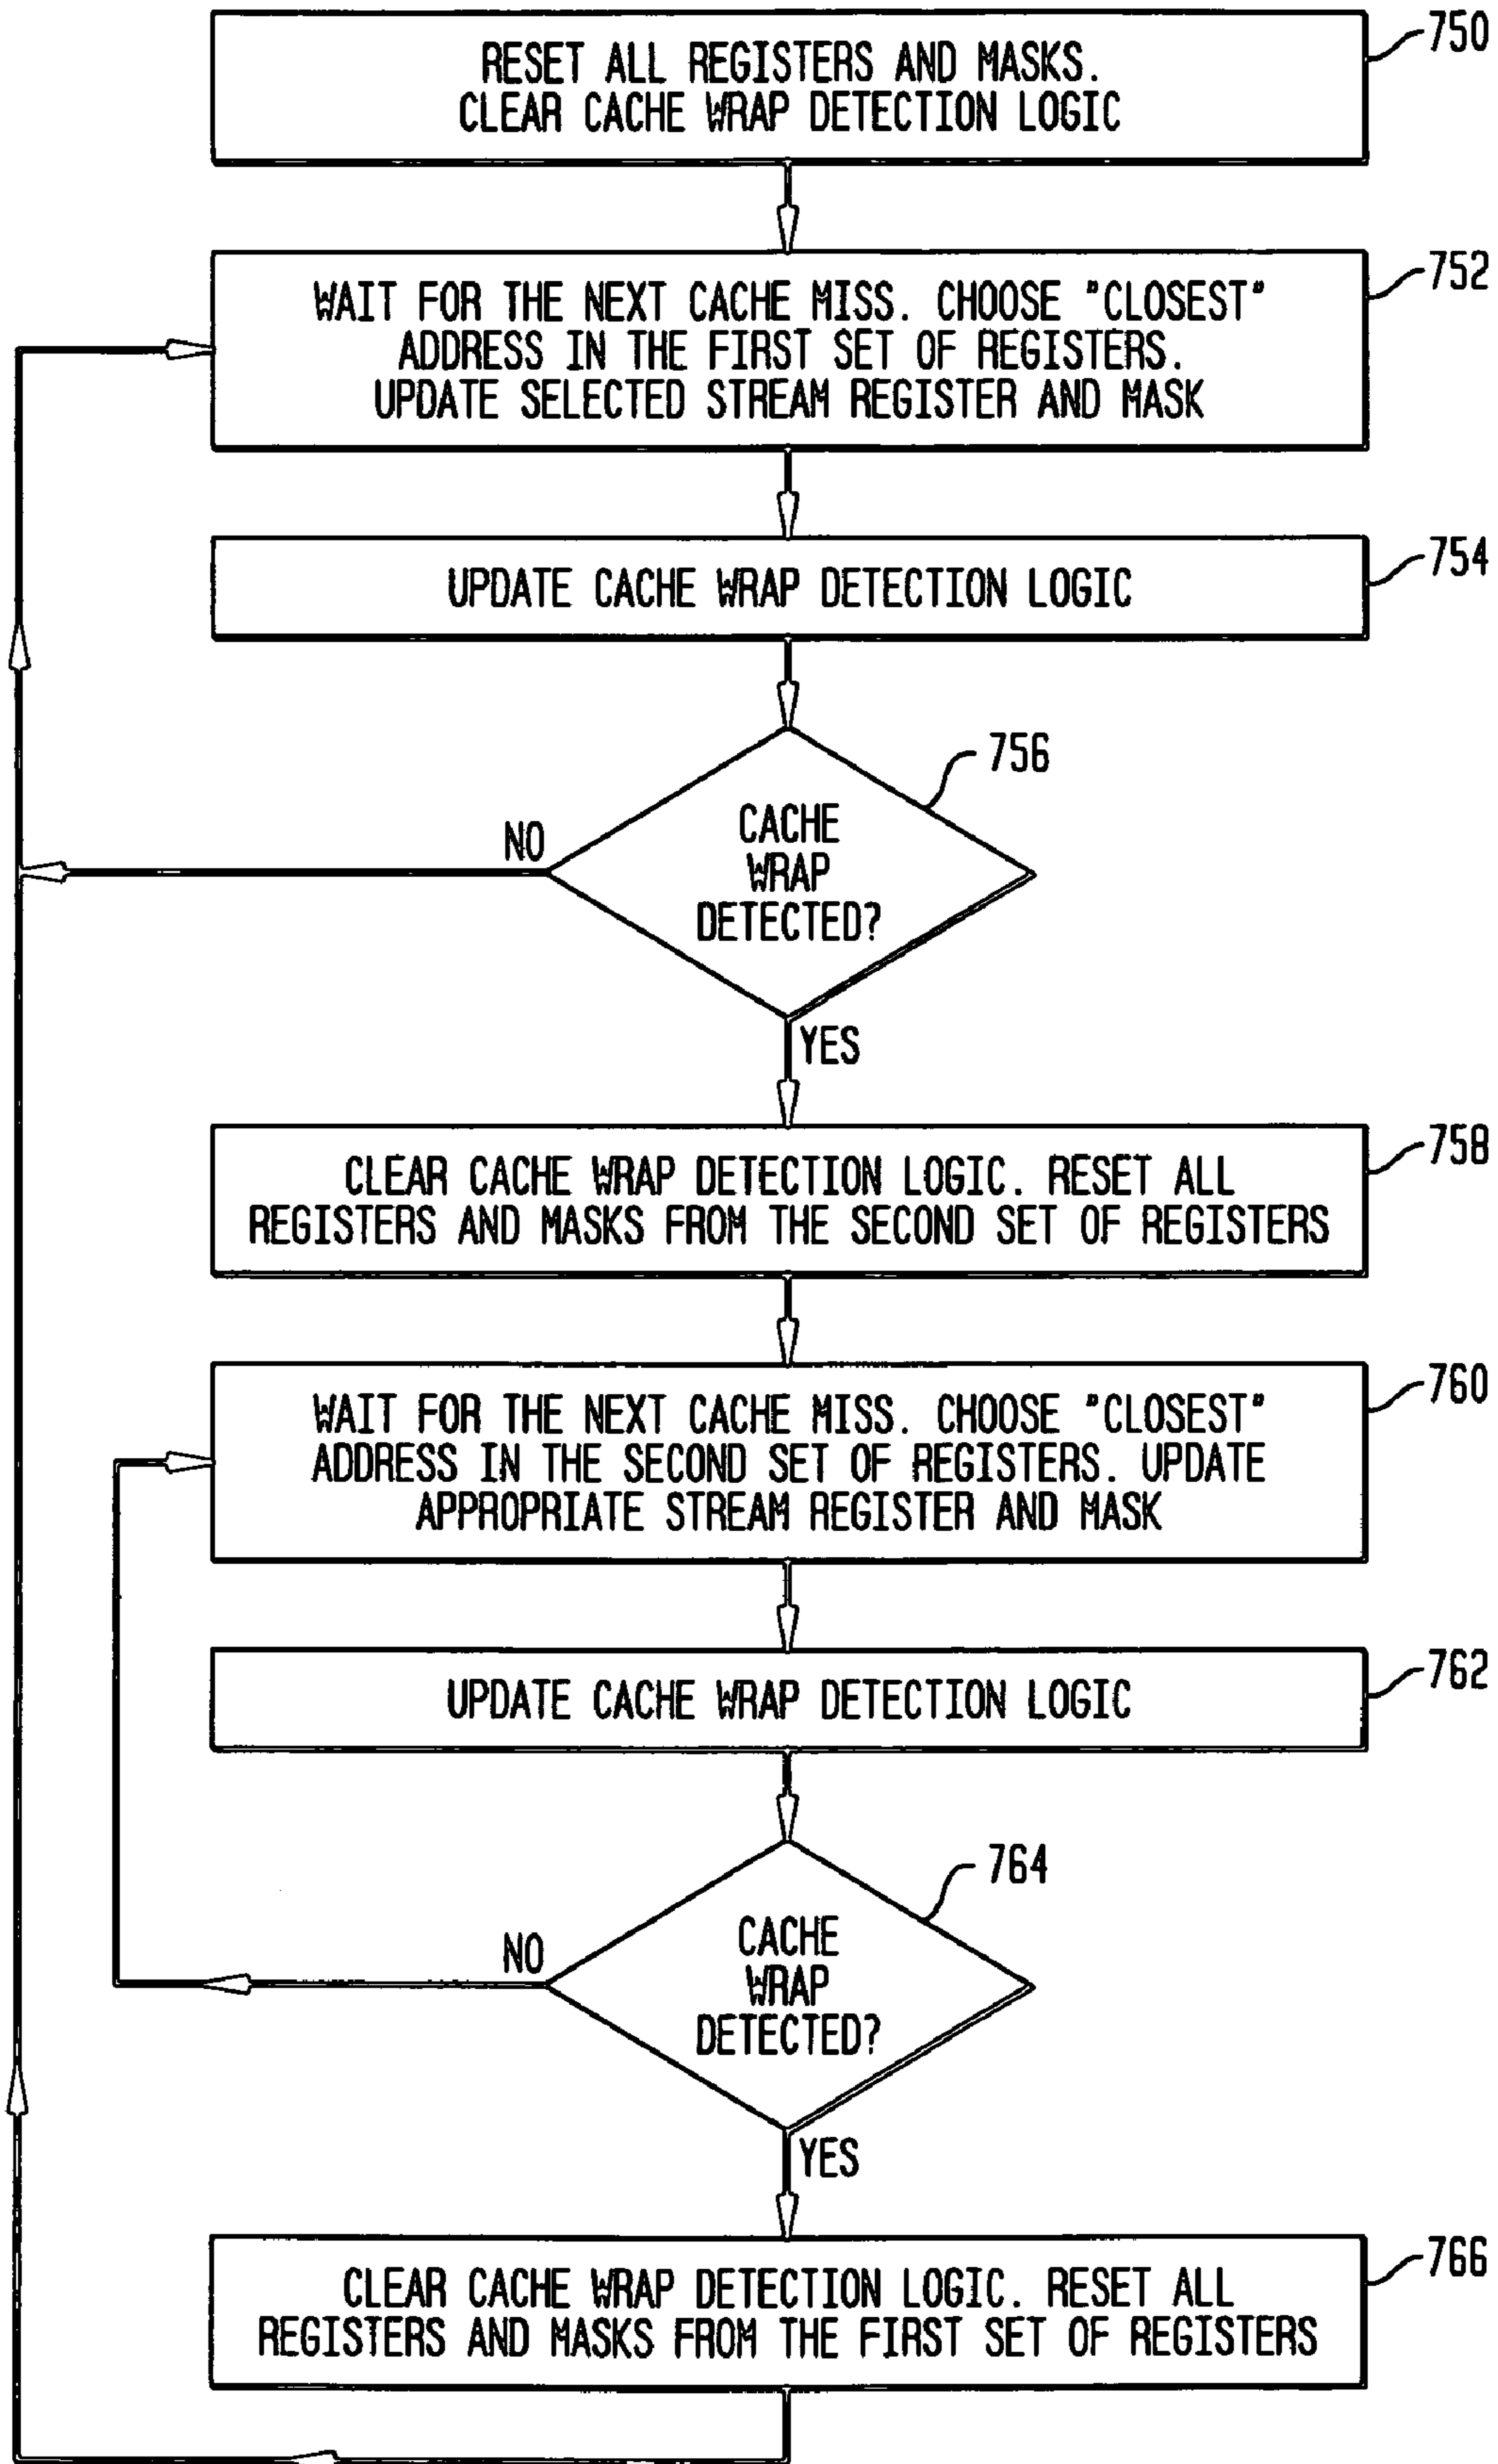 750
RESET ALL REGISTERS AND MASKS.
CLEAR CACHE WRAP DETECTION LOGIC
752
WAIT FOR THE NEXT CACHE MISS. CHOOSE "CLOSEST"
ADDRESS IN THE FIRST SET OF REGISTERS.
UPDATE SELECTED STREAM REGISTER AND MASK
754
UPDATE CACHE WRAP DETECTION LOGIC
756
CACHE
WRAP
DETECTED?
NO
YES
758
CLEAR CACHE WRAP DETECTION LOGIC. RESET ALL
REGISTERS AND MASKS FROM THE SECOND SET OF REGISTERS
760
WAIT FOR THE NEXT CACHE MISS. CHOOSE "CLOSEST"
ADDRESS IN THE SECOND SET OF REGISTERS. UPDATE
APPROPRIATE STREAM REGISTER AND MASK
762
UPDATE CACHE WRAP DETECTION LOGIC
764
CACHE
WRAP
DETECTED?
NO
YES
766
CLEAR CACHE WRAP DETECTION LOGIC. RESET ALL
REGISTERS AND MASKS FROM THE FIRST SET OF REGISTERS